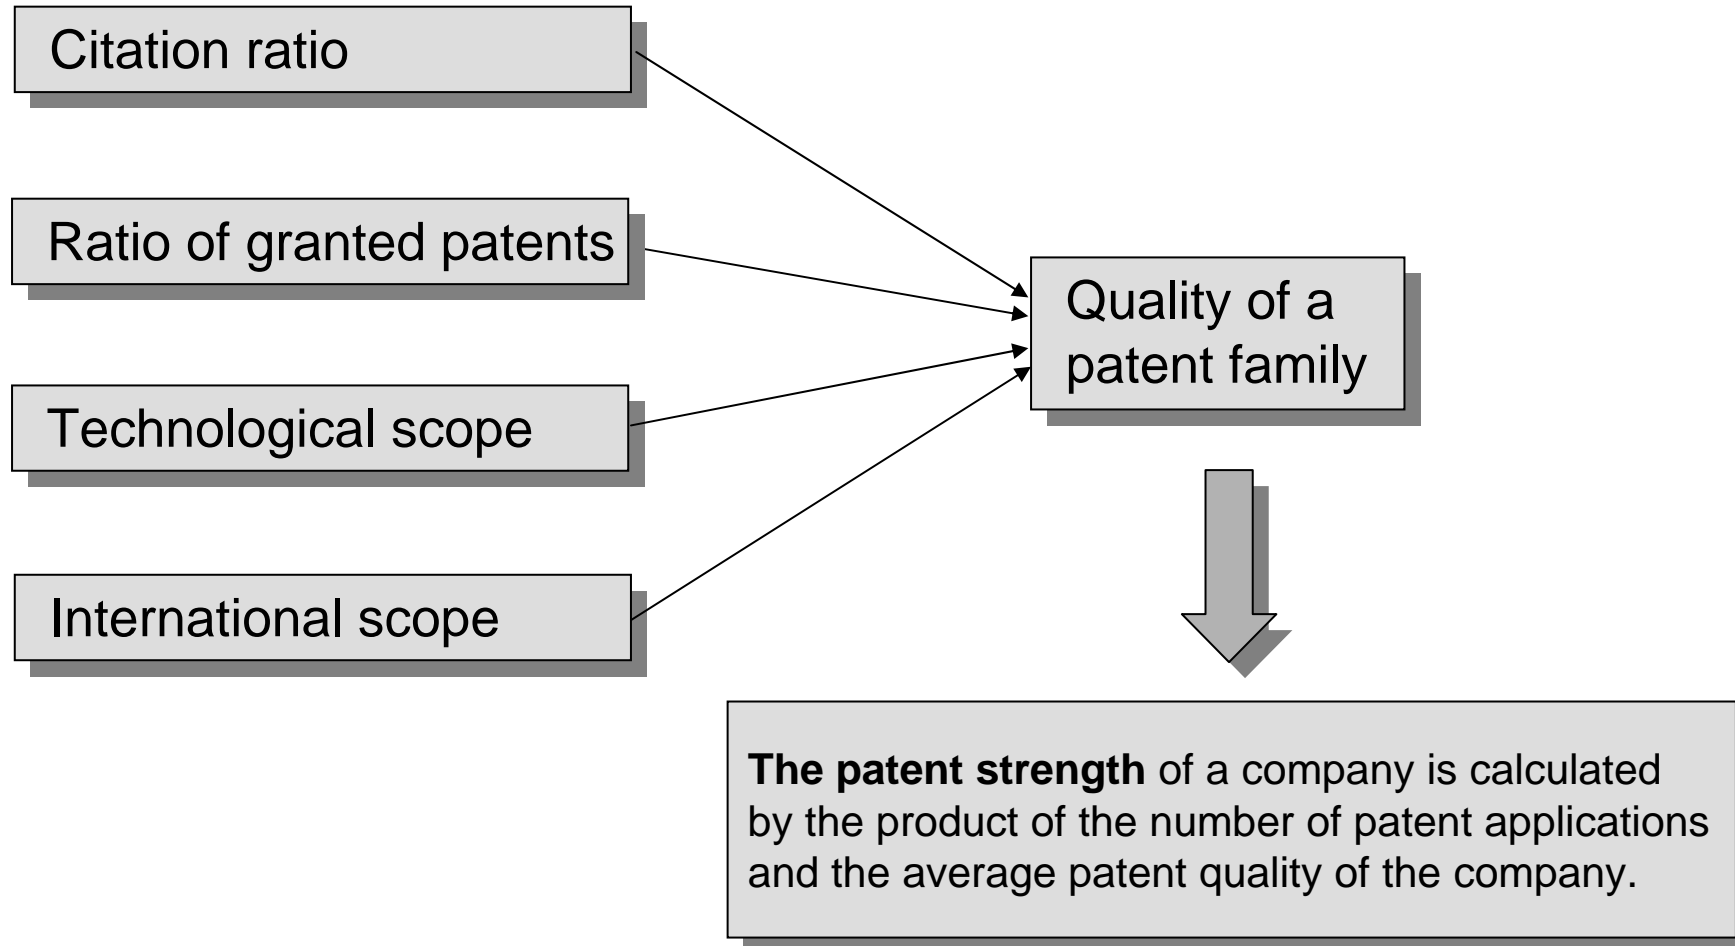 Citation ratio
Ratio of granted patents
Technological scope
International scope
Quality of a
patent family
The patent strength of a company is calculated
by the product of the number of patent applications
and the average patent quality of the company.